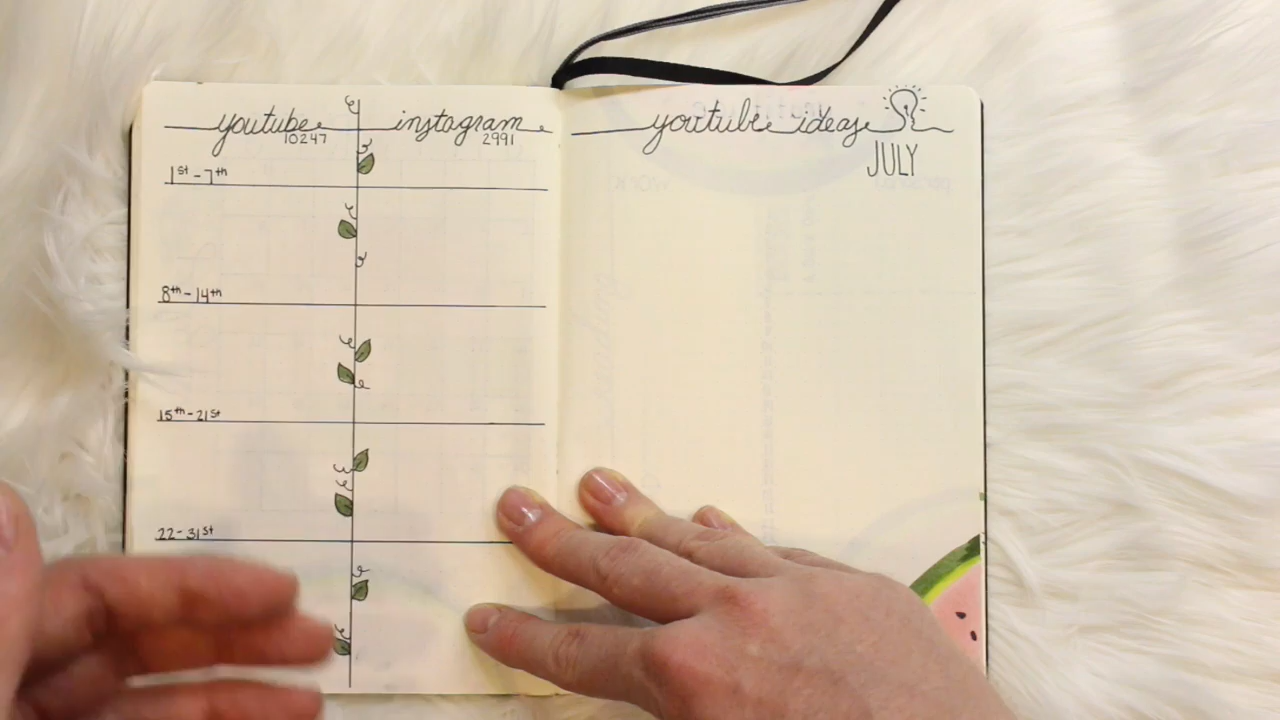 youtube
10247
instagram
2991
1st - 7th
8th - 14th
15th - 21st
22 - 31st
youtube ideas
JULY